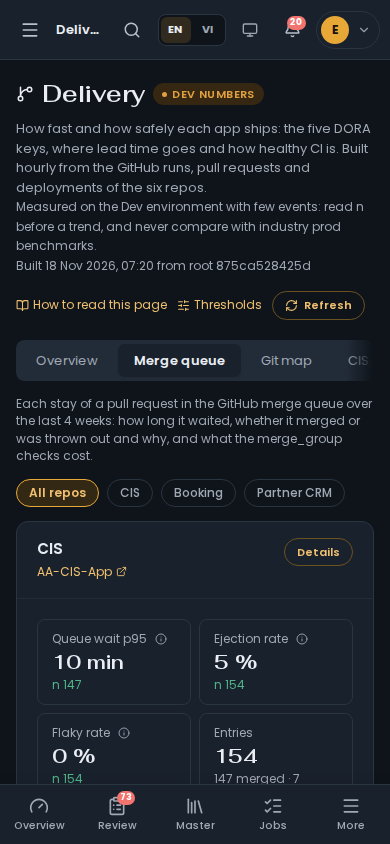 Deliv...
EN
VI
20
E
Delivery
DEV NUMBERS
How fast and how safely each app ships: the five DORA
keys, where lead time goes and how healthy CI is. Built
hourly from the GitHub runs, pull requests and
deployments of the six repos.
Measured on the Dev environment with few events: read n
before a trend, and never compare with industry prod
benchmarks.
Built 18 Nov 2026, 07:20 from root 875ca528425d
How to read this page
Thresholds
Refresh
Overview
Merge queue
Git map
CIS
Each stay of a pull request in the GitHub merge queue over
the last 4 weeks: how long it waited, whether it merged or
was thrown out and why, and what the merge_group
checks cost.
All repos
CIS
Booking
Partner CRM
CIS
Details
AA-CIS-App
Queue wait p95
Ejection rate
10 min
5 %
n 147
n 154
Flaky rate
Entries
0 %
154
n 154
147 merged · 7
73
Overview
Review
Master
Jobs
More